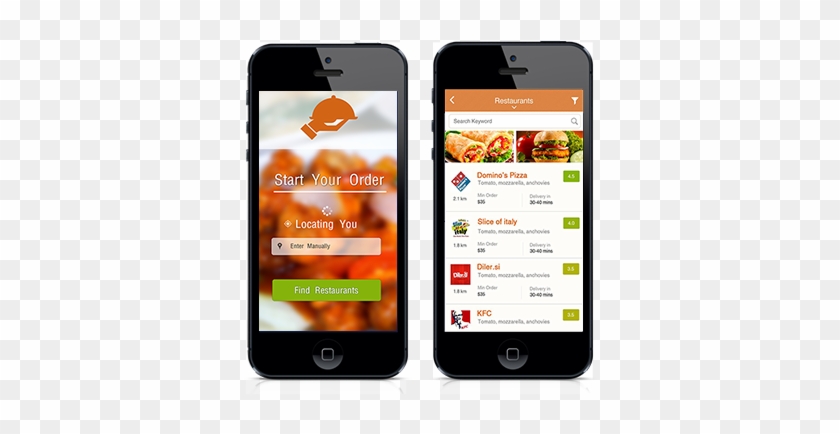 Start Your Order
Locating You
Enter Manually
Find Restaurants
Restaurants
Search Keyword
Domino's Pizza
4.5
Tomato, mozzarella, anchovies
2.1 km
Min Order
$35
Delivery in
30-40 mins
Slice of italy
4.0
Tomato, mozzarella, anchovies
1.8 km
Min Order
$35
Delivery in
30-40 mins
Diler.si
3.5
Tomato, mozzarella, anchovies
1.8 km
Min Order
$35
Delivery in
30-40 mins
KFC
3.5
Tomato, mozzarella, anchovies